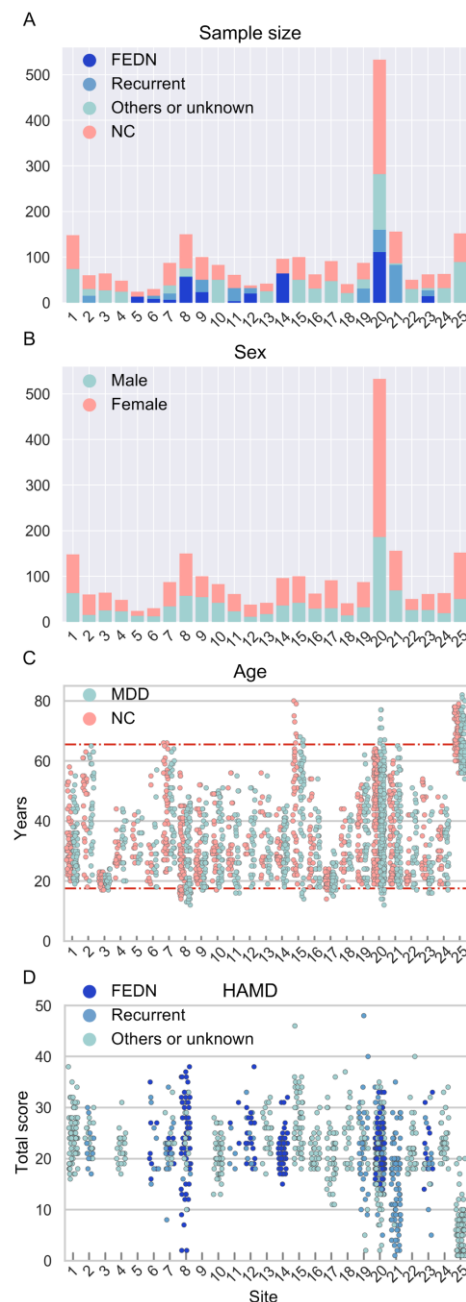 A
Sample size
FEDN
Recurrent
Others or unknown
NC
500
400
300
200
100
0
1 2 3 4 5 6 7 8 9 10 11 12 13 14 15 16 17 18 19 20 21 22 23 24 25
B
Sex
Male
Female
500
400
300
200
100
0
1 2 3 4 5 6 7 8 9 10 11 12 13 14 15 16 17 18 19 20 21 22 23 24 25
C
Age
MDD
NC
80
60
40
20
0
Years
1 2 3 4 5 6 7 8 9 10 11 12 13 14 15 16 17 18 19 20 21 22 23 24 25
D
HAMD
FEDN
Recurrent
Others or unknown
50
40
30
20
10
0
Total score
1 2 3 4 5 6 7 8 9 10 11 12 13 14 15 16 17 18 19 20 21 22 23 24 25
Site